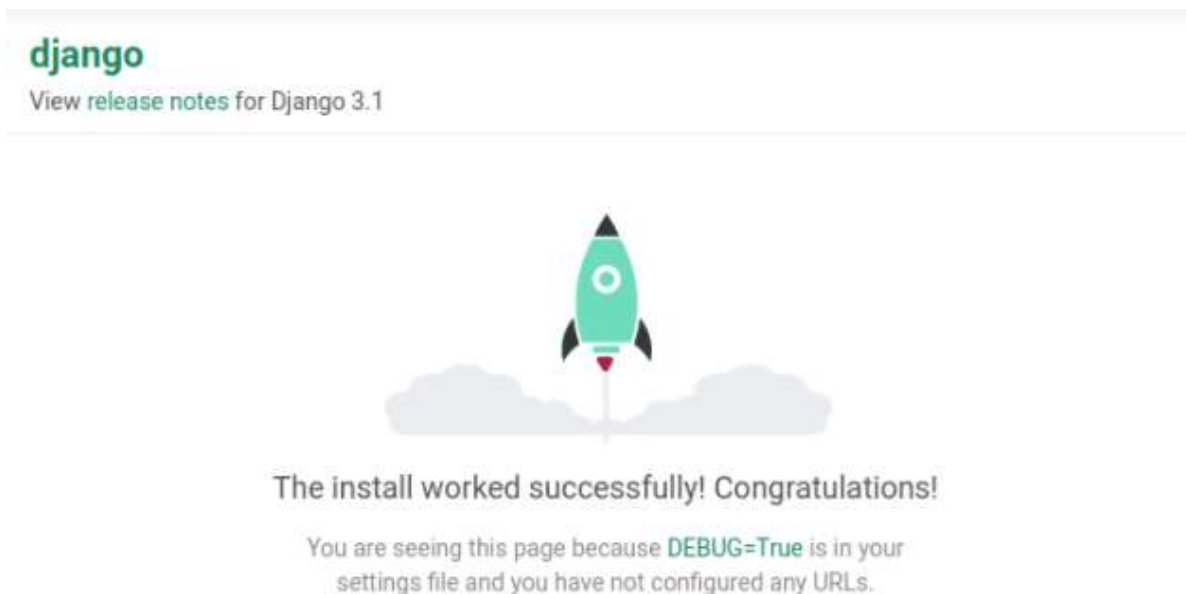 django
View release notes for Django 3.1
The install worked successfully! Congratulations!
You are seeing this page because DEBUG=True is in your
settings file and you have not configured any URLs.